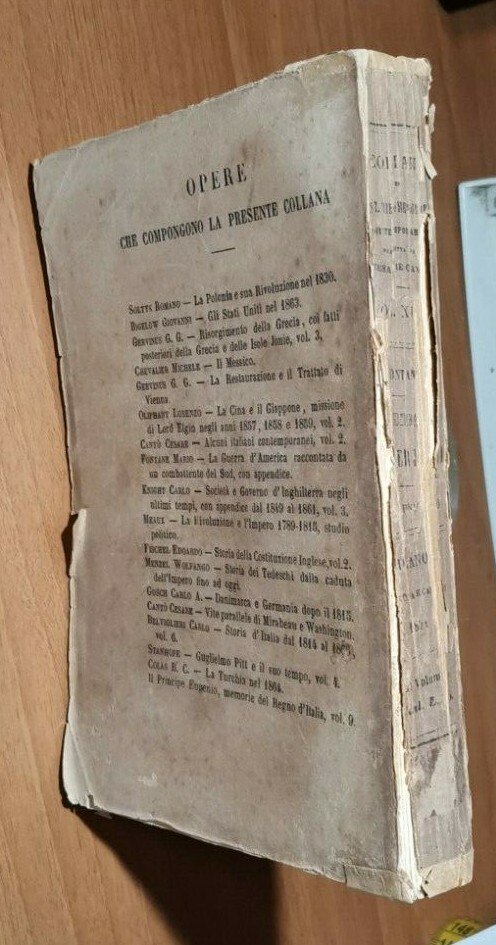 OPERE
CHE COMPONGONO LA PRESENTE COLLANA
SOLTYK ROMANO — La Polonia e sua Rivoluzione nel 1830.
BIGELOW GIOVANNI — Gli Stati Uniti nel 1863.
GERVINUS G. G. — Risorgimento della Grecia, coi fatti
posteriori della Grecia e delle Isole Jonie, vol. 3,
CHEVALIER MICHELE — Il Messico.
GERVINUS G. G. — La Restaurazione e il Trattato di
Vienna.
OLIPHANT LORENZO — La Cina e il Giappone, missione
di Lord Elgin negli anni 1857, 1858 e 1859, vol. 2.
CANTÙ CESARE — Alcuni italiani contemporanei, vol. 2.
FONTANE MARIO — La Guerra d'America raccontata da
un combattente del Sud, con appendice.
KNIGHT CARLO — Società e Governo d'Inghilterra negli
ultimi tempi, con appendice dal 1849 al 1861, vol. 3.
MEAUX — La Rivoluzione e l'Impero 1789-1815, studio
politico.
FISCHEL EDOARDO — Storia della Costituzione Inglese, vol. 2.
MENZEL WOLFANGO — Storia dei Tedeschi dalla caduta
dell'Impero fino ad oggi.
GOSCH CARLO A. — Danimarca e Germania dopo il 1815.
CANTÙ CESARE — Vite parallele di Mirabeau e Washington.
BELVIGLIERI CARLO — Storia d'Italia dal 1814 al
vol. 6.
STANHOPE — Guglielmo Pitt e il suo tempo, vol. 4.
COLAS E. C. — La Turchia nel 1864.
Il Principe Eugenio, memorie del Regno d'Italia, vol. 9